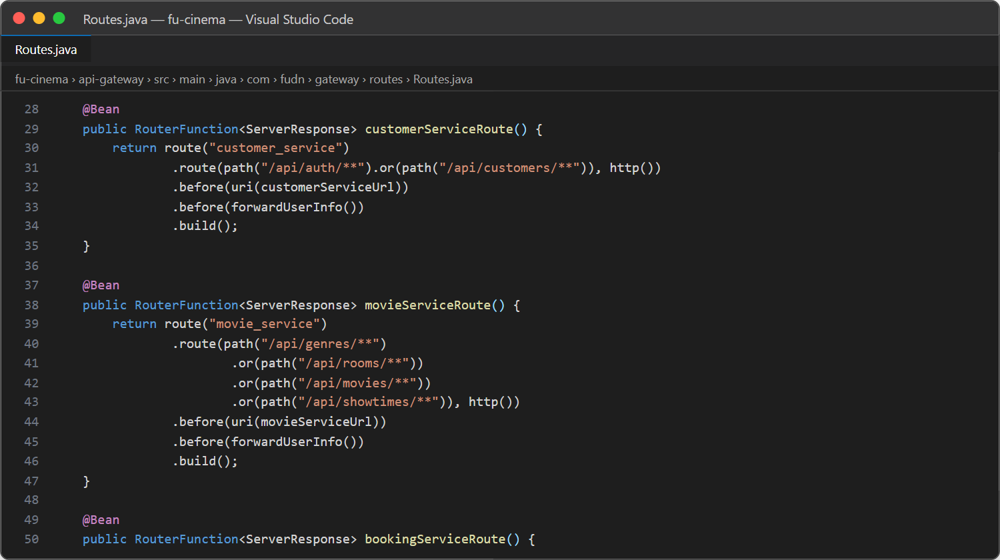 Routes.java — fu-cinema — Visual Studio Code
Routes.java
fu-cinema › api-gateway › src › main › java › com › fudn › gateway › routes › Routes.java
28 @Bean
29 public RouterFunction<ServerResponse> customerServiceRoute() {
30 return route("customer_service")
31 .route(path("/api/auth/**").or(path("/api/customers/**")), http())
32 .before(uri(customerServiceUrl))
33 .before(forwardUserInfo())
34 .build();
35 }
36
37 @Bean
38 public RouterFunction<ServerResponse> movieServiceRoute() {
39 return route("movie_service")
40 .route(path("/api/genres/**")
41 .or(path("/api/rooms/**"))
42 .or(path("/api/movies/**"))
43 .or(path("/api/showtimes/**")), http())
44 .before(uri(movieServiceUrl))
45 .before(forwardUserInfo())
46 .build();
47 }
48
49 @Bean
50 public RouterFunction<ServerResponse> bookingServiceRoute() {